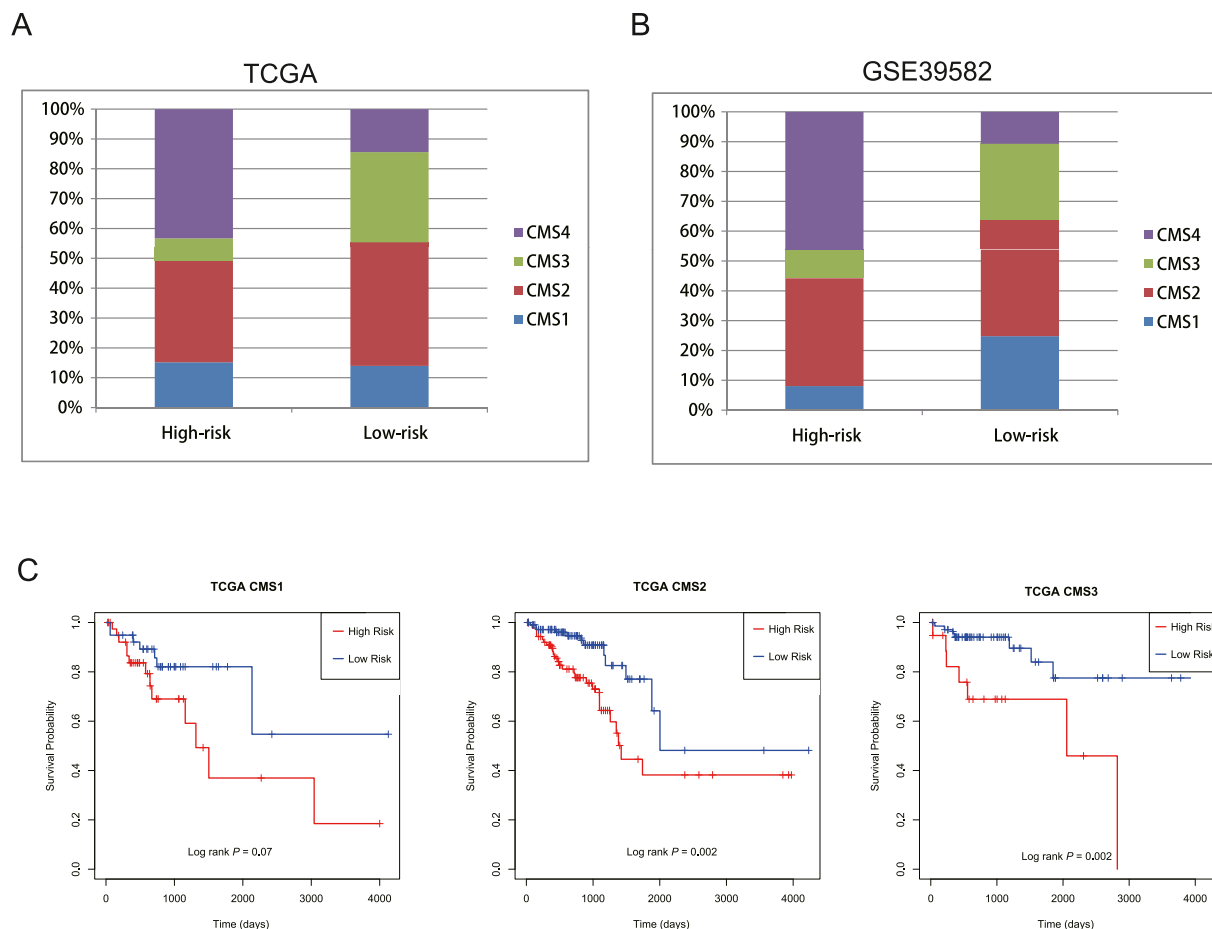 A
TCGA
100%
90%
80%
70%
60%
50%
40%
30%
20%
10%
0%
High-risk
Low-risk
CMS4
CMS3
CMS2
CMS1
B
GSE39582
100%
90%
80%
70%
60%
50%
40%
30%
20%
10%
0%
High-risk
Low-risk
CMS4
CMS3
CMS2
CMS1
C
TCGA CMS1
Survival Probability
1.0
0.8
0.6
0.4
0.2
0.0
High Risk
Low Risk
Log rank P = 0.07
0 1000 2000 3000 4000
Time (days)
TCGA CMS2
Survival Probability
1.0
0.8
0.6
0.4
0.2
0.0
High Risk
Low Risk
Log rank P = 0.002
0 1000 2000 3000 4000
Time (days)
TCGA CMS3
Survival Probability
1.0
0.8
0.6
0.4
0.2
0.0
High Risk
Low Risk
Log rank P = 0.002
0 1000 2000 3000 4000
Time (days)